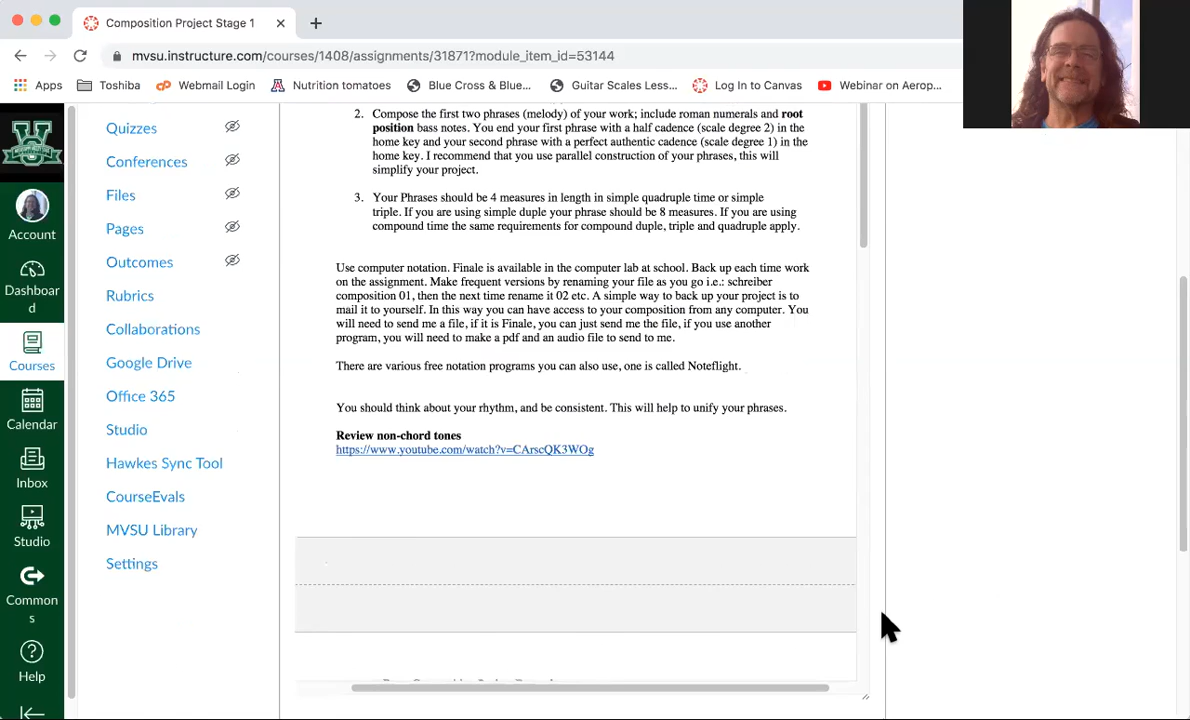 Composition Project Stage 1
mvsu.instructure.com/courses/1408/assignments/31871?module_item_id=53144
Apps
Toshiba
Webmail Login
Nutrition tomatoes
Blue Cross & Blue...
Guitar Scales Less...
Log In to Canvas
Webinar on Aerop...
Account
Dashboar
d
Courses
Calendar
Inbox
Studio
Common
s
Help
Quizzes
Conferences
Files
Pages
Outcomes
Rubrics
Collaborations
Google Drive
Office 365
Studio
Hawkes Sync Tool
CourseEvals
MVSU Library
Settings
2. Compose the first two phrases (melody) of your work; include roman numerals and root
position bass notes. You end your first phrase with a half cadence (scale degree 2) in the
home key and your second phrase with a perfect authentic cadence (scale degree 1) in the
home key. I recommend that you use parallel construction of your phrases, this will
simplify your project.
3. Your Phrases should be 4 measures in length in simple quadruple time or simple
triple. If you are using simple duple your phrase should be 8 measures. If you are using
compound time the same requirements for compound duple, triple and quadruple apply.
Use computer notation. Finale is available in the computer lab at school. Back up each time work
on the assignment. Make frequent versions by renaming your file as you go i.e.: schreiber
composition 01, then the next time rename it 02 etc. A simple way to back up your project is to
mail it to yourself. In this way you can have access to your composition from any computer. You
will need to send me a file, if it is Finale, you can just send me the file, if you use another
program, you will need to make a pdf and an audio file to send to me.
There are various free notation programs you can also use, one is called Noteflight.
You should think about your rhythm, and be consistent. This will help to unify your phrases.
Review non-chord tones
https://www.youtube.com/watch?v=CArscQK3WOg